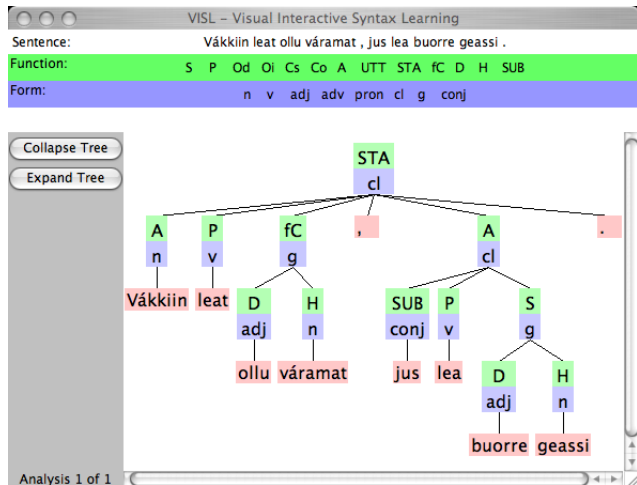 VISL – Visual Interactive Syntax Learning
Sentence: Vákkiin leat ollu váramat , jus lea buorre geassi .
Function: S P Od Oi Cs Co A UTT STA fC D H SUB
Form: n v adj adv pron cl g conj
Collapse Tree
Expand Tree
STA
cl
A P fC , A .
n v g cl
Vákkiin leat D H SUB P S
adj n conj v g
ollu váramat jus lea D H
adj n
buorre geassi
Analysis 1 of 1